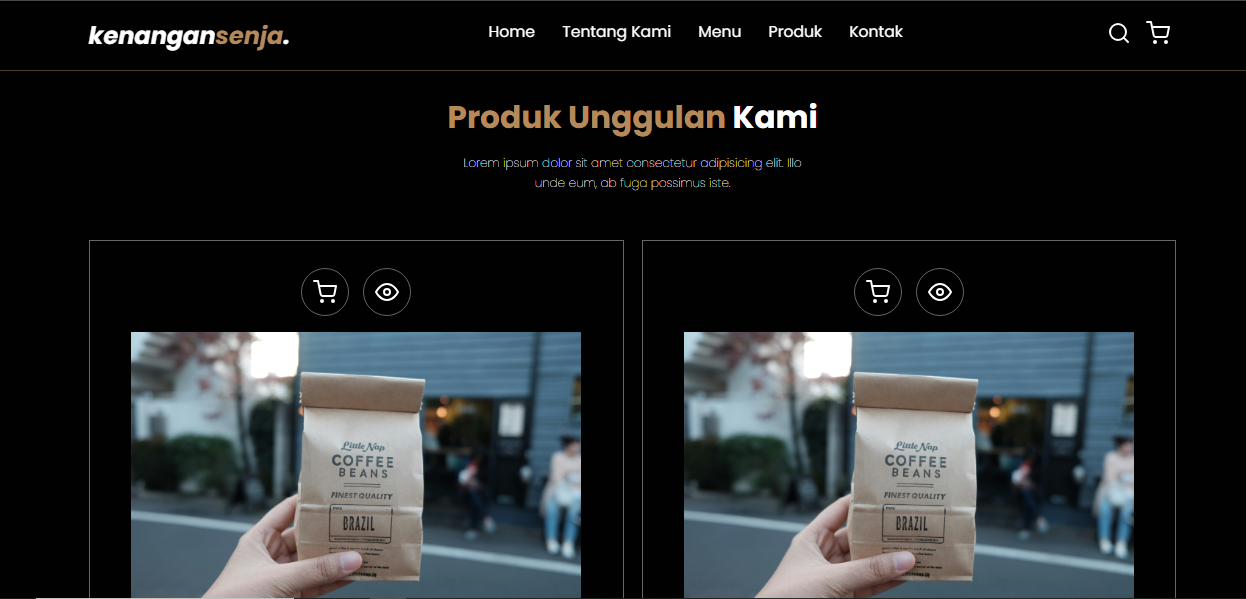 kenangansenja.
Home Tentang Kami Menu Produk Kontak
Produk Unggulan Kami
Lorem ipsum dolor sit amet consectetur adipisicing elit. Illo
unde eum, ab fuga possimus iste.
Little Nap
COFFEE
BEANS
FINEST QUALITY
BRAZIL
Little Nap
COFFEE
BEANS
FINEST QUALITY
BRAZIL